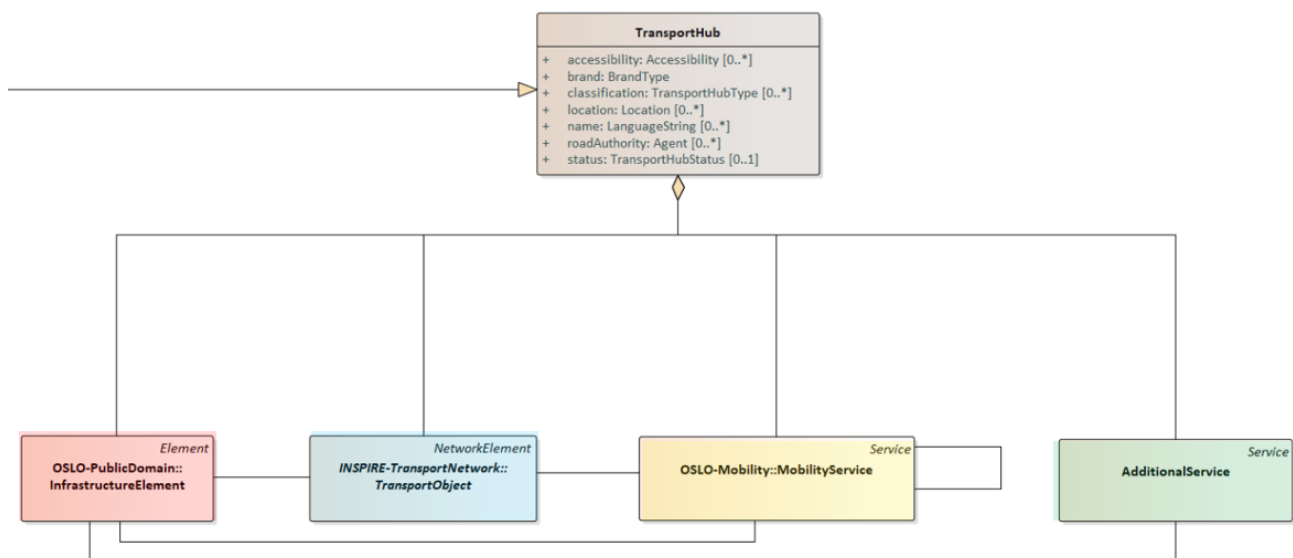 TransportHub
+ accessibility: Accessibility [0..*]
+ brand: BrandType
+ classification: TransportHubType [0..*]
+ location: Location [0..*]
+ name: LanguageString [0..*]
+ roadAuthority: Agent [0..*]
+ status: TransportHubStatus [0..1]
Element
OSLO-PublicDomain::
InfrastructureElement
NetworkElement
INSPIRE-TransportNetwork::
TransportObject
Service
OSLO-Mobility::MobilityService
Service
AdditionalService